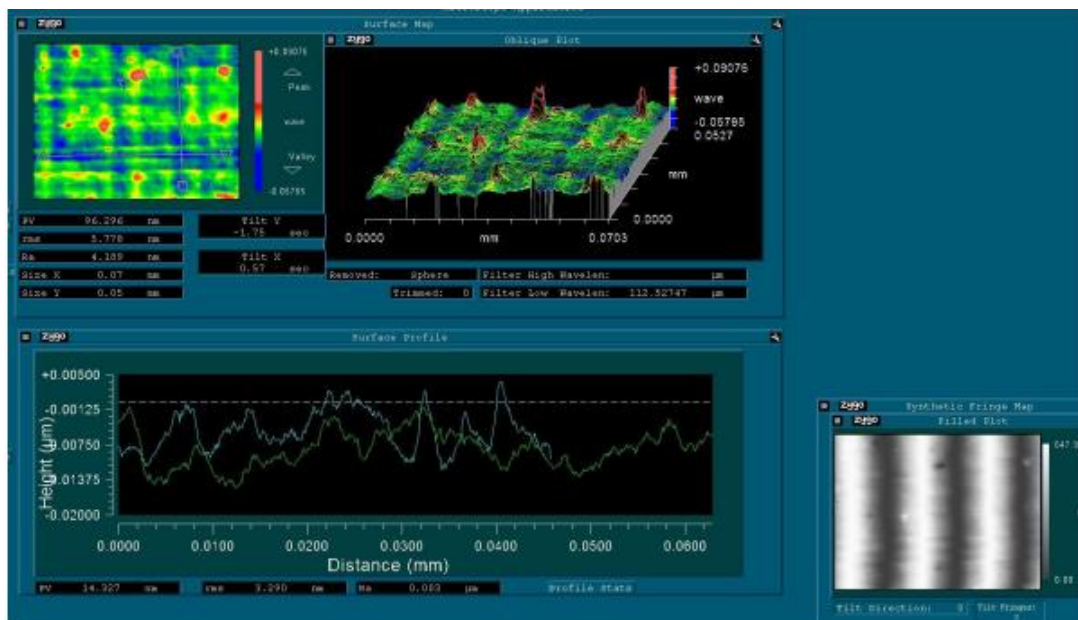 zygo
Surface Map
+0.09076
Peak
wave
Valley
-0.05795
PV 96.296 nm
rms 5.778 nm
Ra 4.189 nm
Size X 0.07 mm
Size Y 0.05 mm
Tilt Y
-1.75 sec
Tilt X
0.57 sec
zygo
Oblique Plot
+0.09076
wave
-0.05795
0.0527
mm
0.0000
0.0000
mm
0.0703
Removed: Sphere
Trimmed: 0
Filter High Wavelen: µm
Filter Low Wavelen: 112.52747 µm
zygo
Surface Profile
+0.00500
-0.00125
-0.00750
-0.01375
-0.02000
Height (µm)
0.0000 0.0100 0.0200 0.0300 0.0400 0.0500 0.0600
Distance (mm)
PV 14.327 nm
rms 3.290 nm
Ra 0.003 µm
Profile Stats
zygo
Synthetic Fringe Map
zygo
Filled Plot
0.00
Tilt Direction: 0
Tilt Fringes: